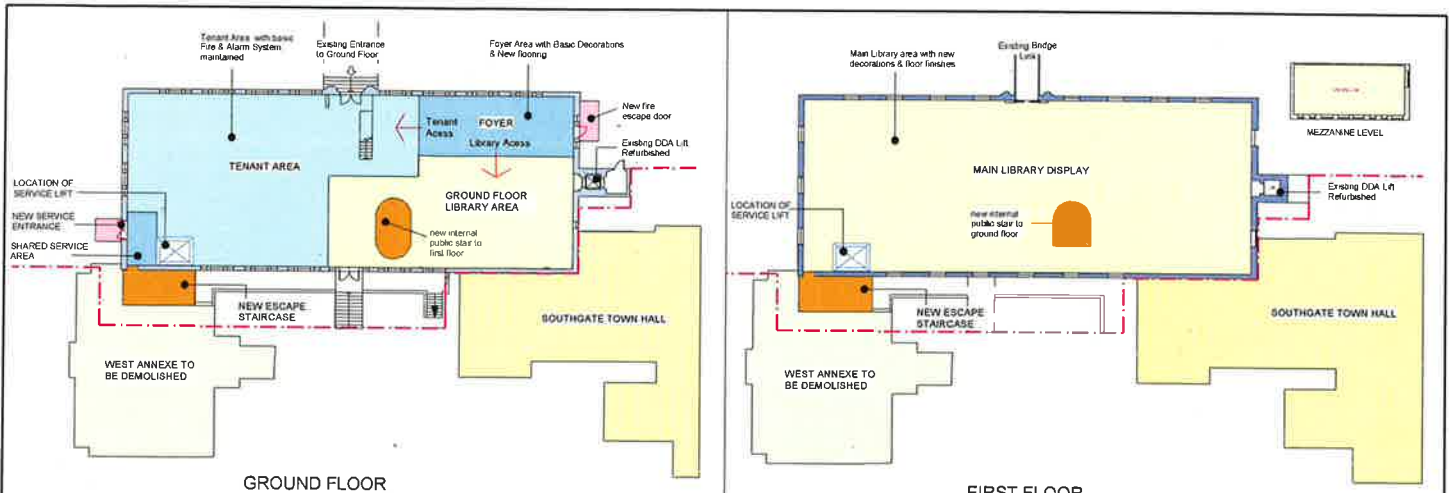 Tenant Area with basic
Fire & Alarm System
maintained
Existing Entrance
to Ground Floor
Foyer Area with Basic Decorations
& New flooring
New fire
escape door
Tenant
Acess
FOYER
Library Acess
Existing DDA Lift
Refurbished
TENANT AREA
LOCATION OF
SERVICE LIFT
GROUND FLOOR
LIBRARY AREA
NEW SERVICE
ENTRANCE
new internal
public stair to
first floor
SHARED SERVICE
AREA
NEW ESCAPE
STAIRCASE
SOUTHGATE TOWN HALL
WEST ANNEXE TO
BE DEMOLISHED
GROUND FLOOR
Main Library area with new
decorations & floor finishes
Existing Bridge
Link
MEZZANINE LEVEL
MAIN LIBRARY DISPLAY
Existing DDA Lift
Refurbished
LOCATION OF
SERVICE LIFT
new internal
public stair to
ground floor
NEW ESCAPE
STAIRCASE
SOUTHGATE TOWN HALL
WEST ANNEXE TO
BE DEMOLISHED
FIRST FLOOR